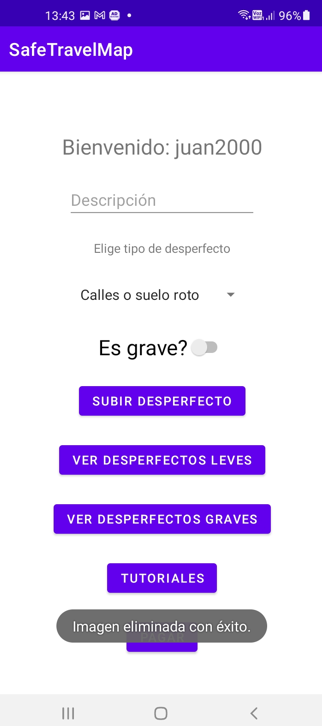 13:43 96%
SafeTravelMap
Bienvenido: juan2000
Descripción
Elige tipo de desperfecto
Calles o suelo roto
Es grave?
SUBIR DESPERFECTO
VER DESPERFECTOS LEVES
VER DESPERFECTOS GRAVES
TUTORIALES
Imagen eliminada con éxito.